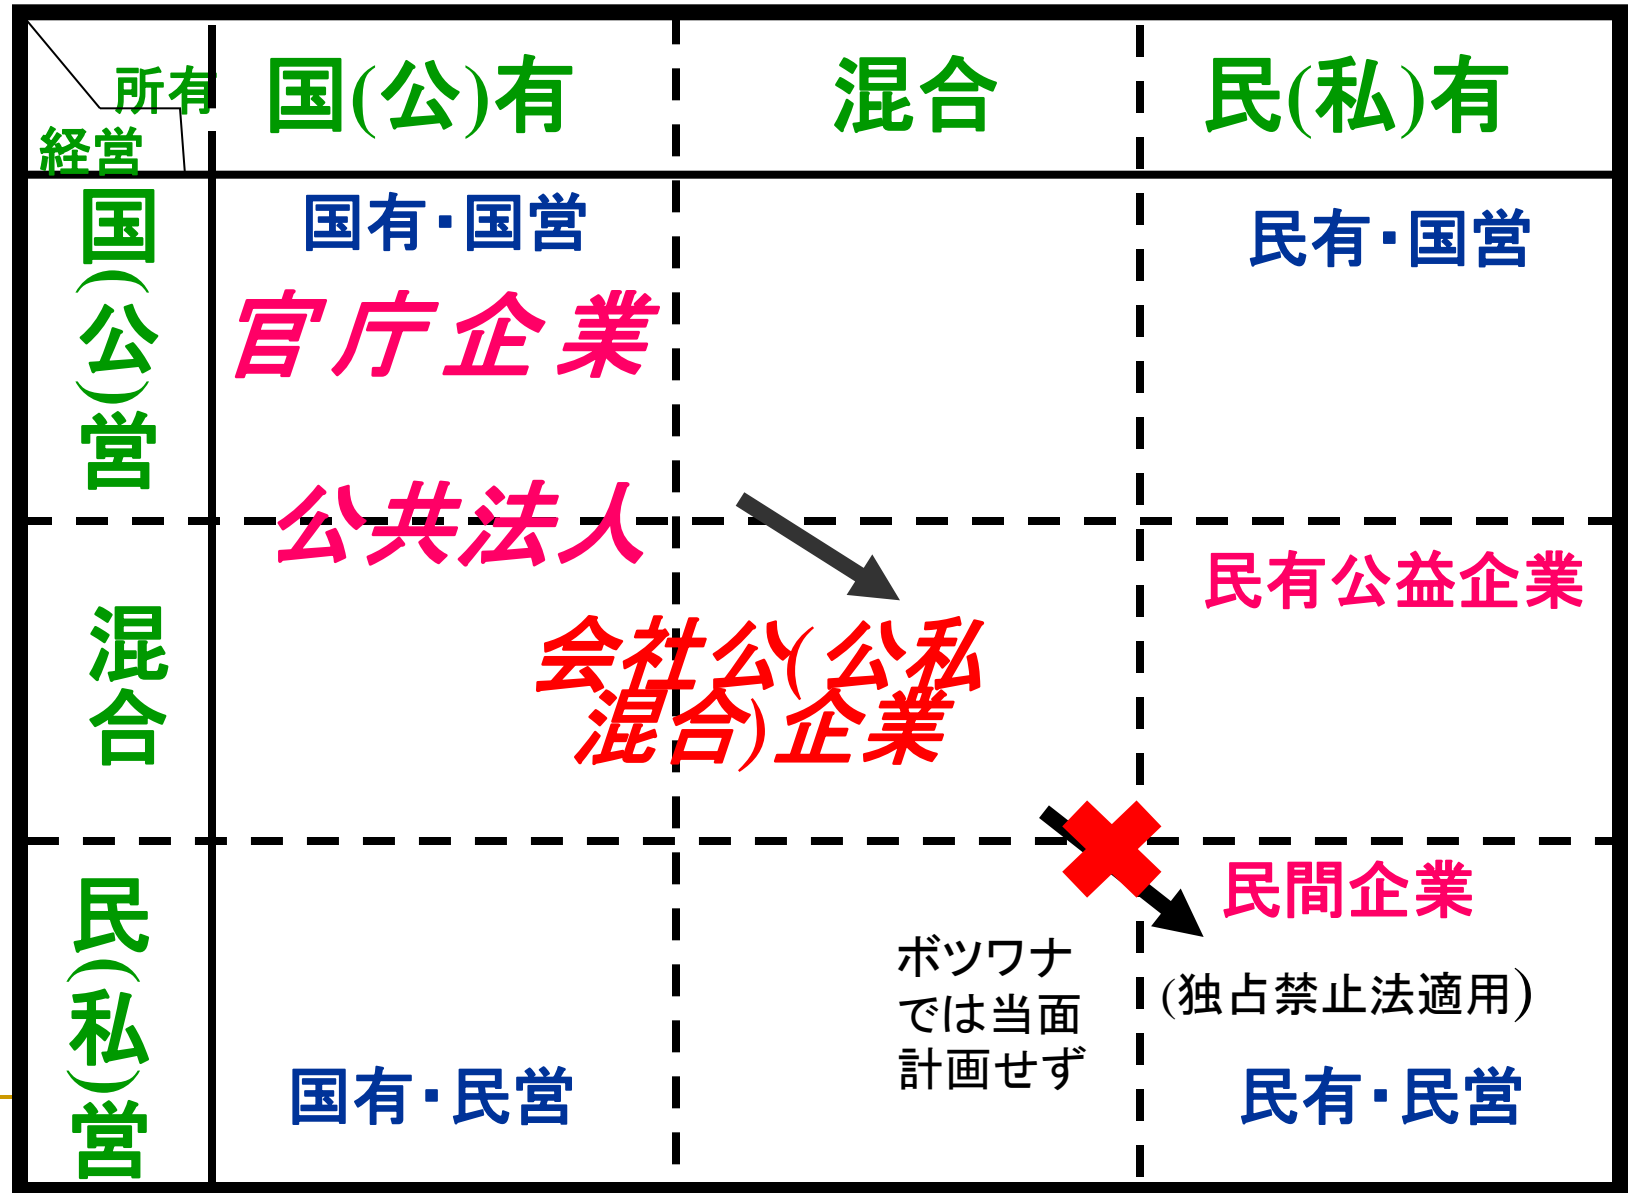 所有
経営
国(公)有
混合
民(私)有
国(公)営
国有・国営
民有・国営
官庁企業
公共法人
混合
民有公益企業
会社公(公私
混合)企業
民(私)営
民間企業
ボツワナ
では当面
計画せず
(独占禁止法適用)
国有・民営
民有・民営